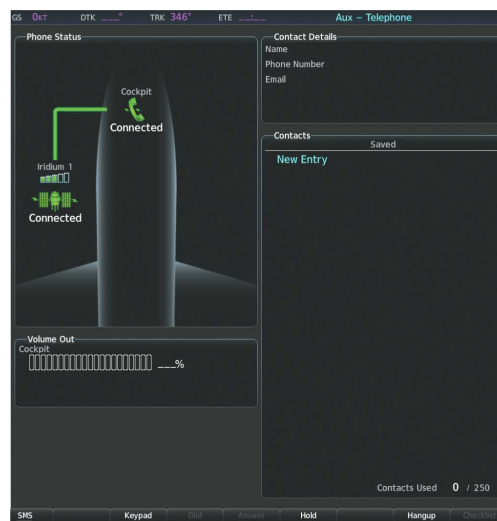 GS 0KT DTK ___° TRK 346° ETE __:__ Aux – Telephone
Phone Status
Cockpit
Connected
Iridium 1
Connected
Volume Out
Cockpit
___%
Contact Details
Name
Phone Number
Email
Contacts
Saved
New Entry
Contacts Used 0 / 250
SMS Keypad Dial Answer Hold Hangup Checklist